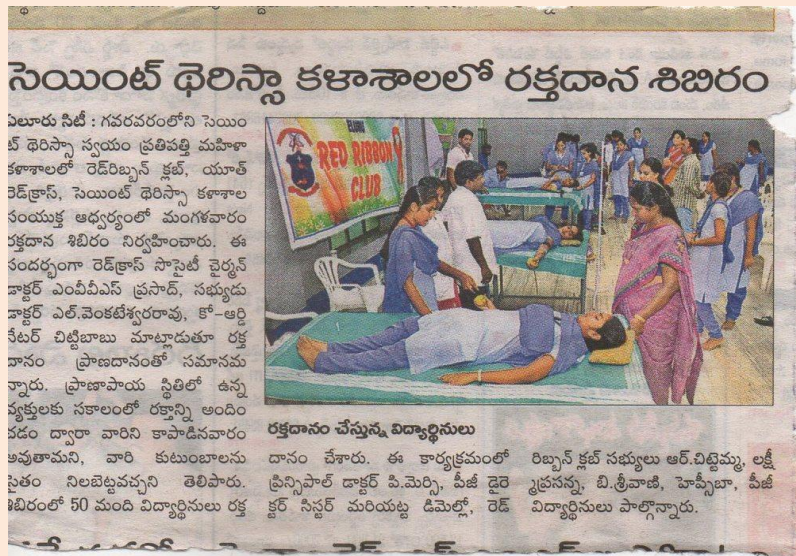 సెయింట్ థెరిస్సా కళాశాలలో రక్తదాన శిబిరం
ఏలూరు సిటీ : గవరవరంలోని సెయిం
ట్ థెరిస్సా స్వయం ప్రతిపత్తి మహిళా
కళాశాలలో రెడ్‌రిబ్బన్ క్లబ్, యూత్
రెడ్‌క్రాస్, సెయింట్ థెరిస్సా కళాశాల
సంయుక్త ఆధ్వర్యంలో మంగళవారం
రక్తదాన శిబిరం నిర్వహించారు. ఈ
సందర్భంగా రెడ్‌క్రాస్ సొసైటీ చైర్మన్
డాక్టర్ ఎంవీవీఎస్ ప్రసాద్, సభ్యుడు
డాక్టర్ ఎల్.వెంకటేశ్వరరావు, కో-ఆర్డి
నేటర్ చిట్టిబాబు మాట్లాడుతూ రక్త
దానం ప్రాణదానంతో సమానమ
న్నారు. ప్రాణాపాయ స్థితిలో ఉన్న
వ్యక్తులకు సకాలంలో రక్తాన్ని అందిం
చడం ద్వారా వారిని కాపాడినవారం
అవుతామని, వారి కుటుంబాలను
సైతం నిలబెట్టవచ్చని తెలిపారు.
శిబిరంలో 50 మంది విద్యార్థినులు రక్త
ELURU
RED RIBBON
CLUB
రక్తదానం చేస్తున్న విద్యార్థినులు
దానం చేశారు. ఈ కార్యక్రమంలో
ప్రిన్సిపాల్ డాక్టర్ పి.మెర్సి, పీజీ డైరె
క్టర్ సిస్టర్ మరియట్ట డిమెల్లో, రెడ్
రిబ్బన్ క్లబ్ సభ్యులు ఆర్.చిట్టెమ్మ, లక్ష్మీ
ప్రసన్న, బి.శ్రీవాణి, హెప్సీబా, పీజీ
విద్యార్థినులు పాల్గొన్నారు.